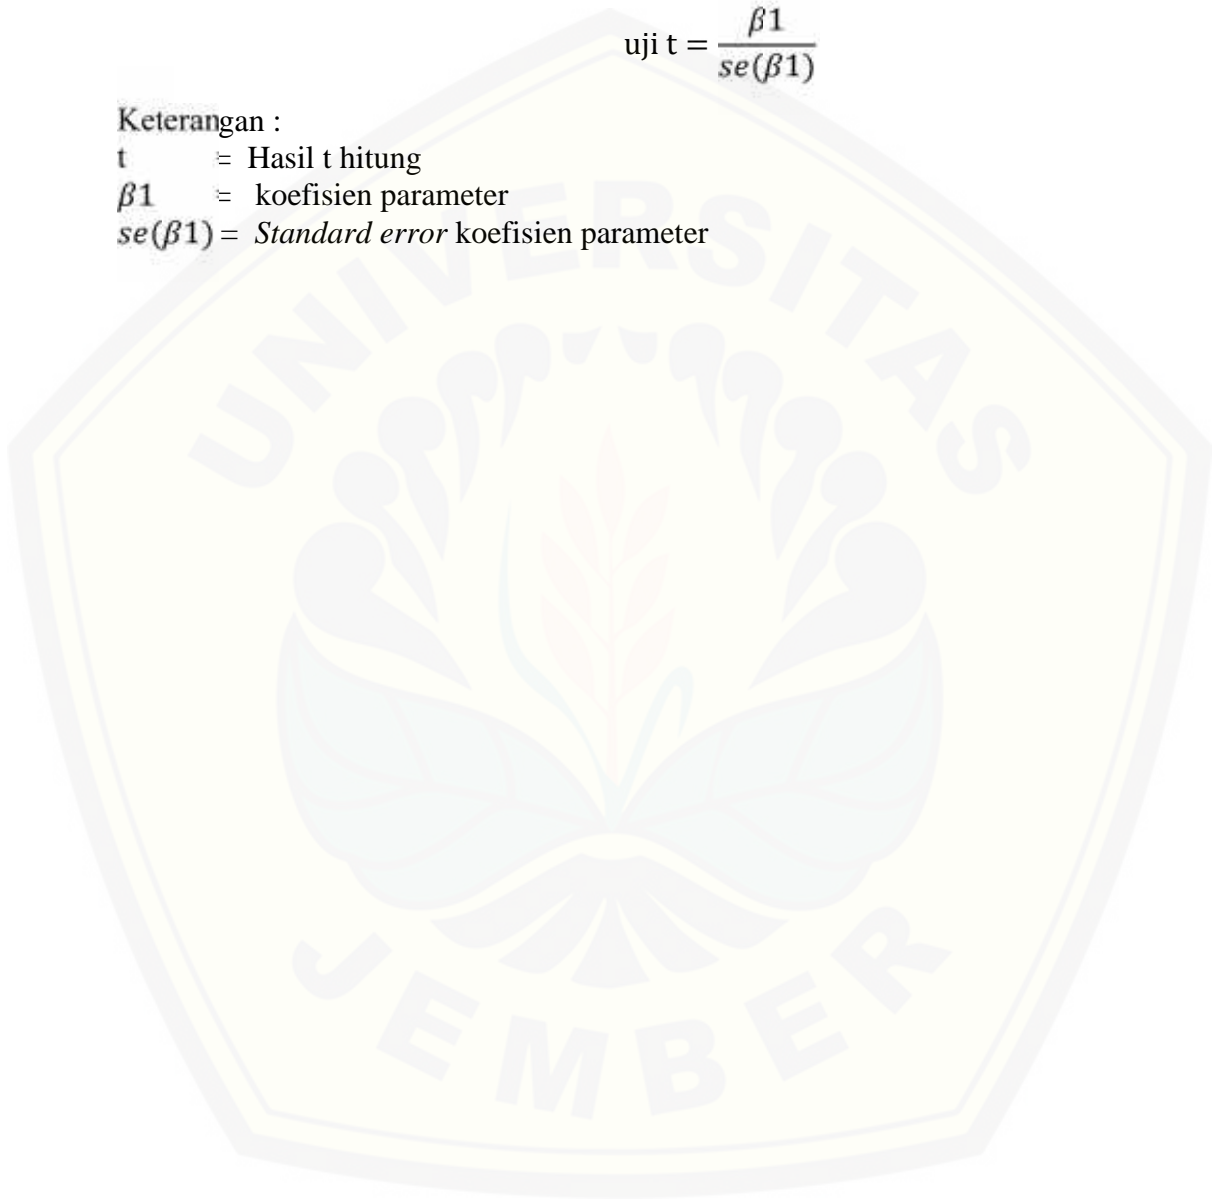 uji t = β1 / se(β1)
Keterangan :
t = Hasil t hitung
β1 = koefisien parameter
se(β1) = Standard error koefisien parameter
UNIVERSITAS
JEMBER